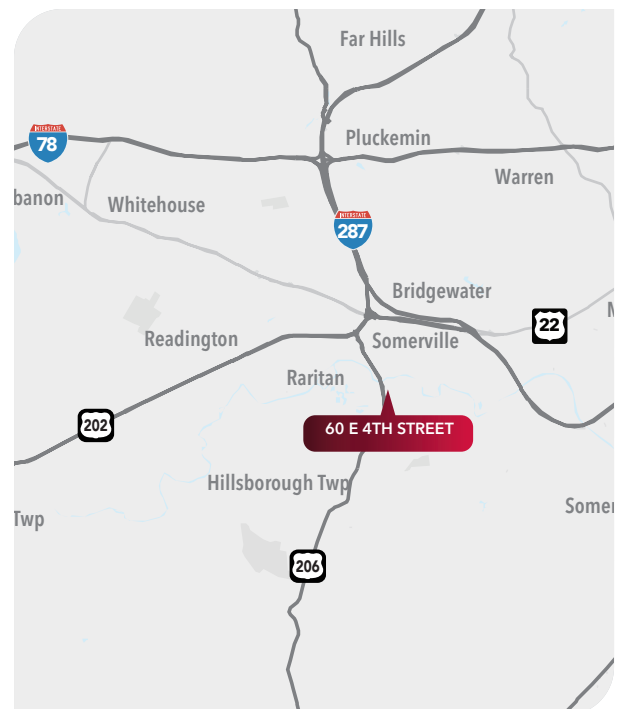 Far Hills
INTERSTATE
78
Pluckemin
Warren
banon
Whitehouse
INTERSTATE
287
Bridgewater
22
M
Readington
Somerville
Raritan
202
60 E 4TH STREET
Hillsborough Twp
Somer
Twp
206